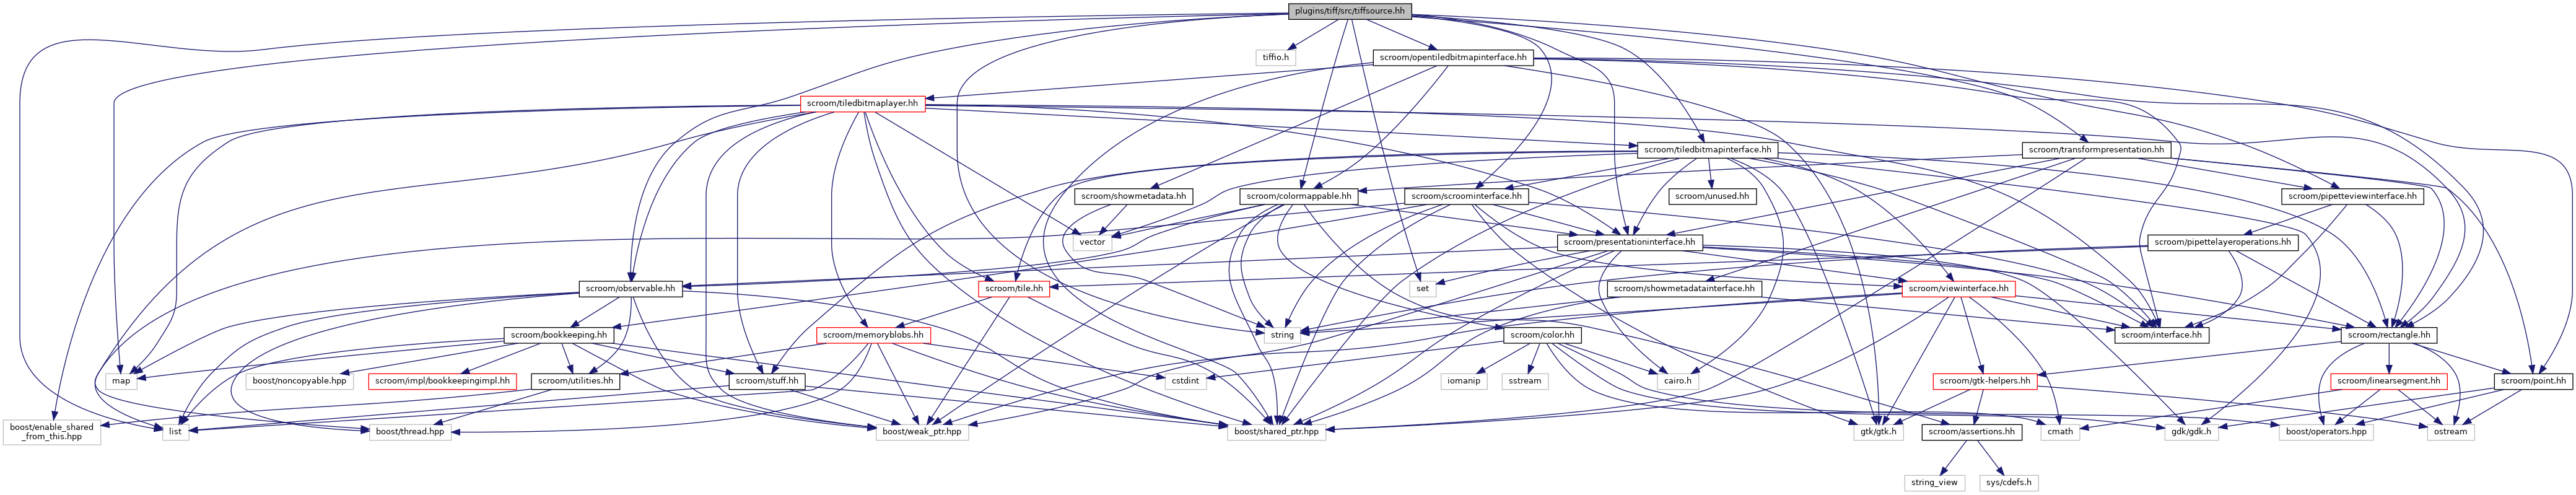 plugins/tiff/src/tiffsource.hh
tiffio.h
scroom/opentiledbitmapinterface.hh
scroom/tiledbitmaplayer.hh
scroom/tiledbitmapinterface.hh
scroom/transformpresentation.hh
scroom/showmetadata.hh
scroom/colormappable.hh
scroom/scroominterface.hh
scroom/unused.hh
scroom/pipetteviewinterface.hh
vector
scroom/presentationinterface.hh
scroom/pipettelayeroperations.hh
scroom/observable.hh
scroom/tile.hh
set
scroom/showmetadatainterface.hh
scroom/viewinterface.hh
scroom/bookkeeping.hh
scroom/memoryblobs.hh
string
scroom/color.hh
scroom/interface.hh
scroom/rectangle.hh
map
boost/noncopyable.hpp
scroom/impl/bookkeepingimpl.hh
scroom/utilities.hh
scroom/stuff.hh
cstdint
iomanip
sstream
cairo.h
scroom/gtk-helpers.hh
scroom/linearsegment.hh
scroom/point.hh
boost/enable_shared
_from_this.hpp
list
boost/thread.hpp
boost/weak_ptr.hpp
boost/shared_ptr.hpp
gtk/gtk.h
scroom/assertions.hh
cmath
gdk/gdk.h
boost/operators.hpp
ostream
string_view
sys/cdefs.h